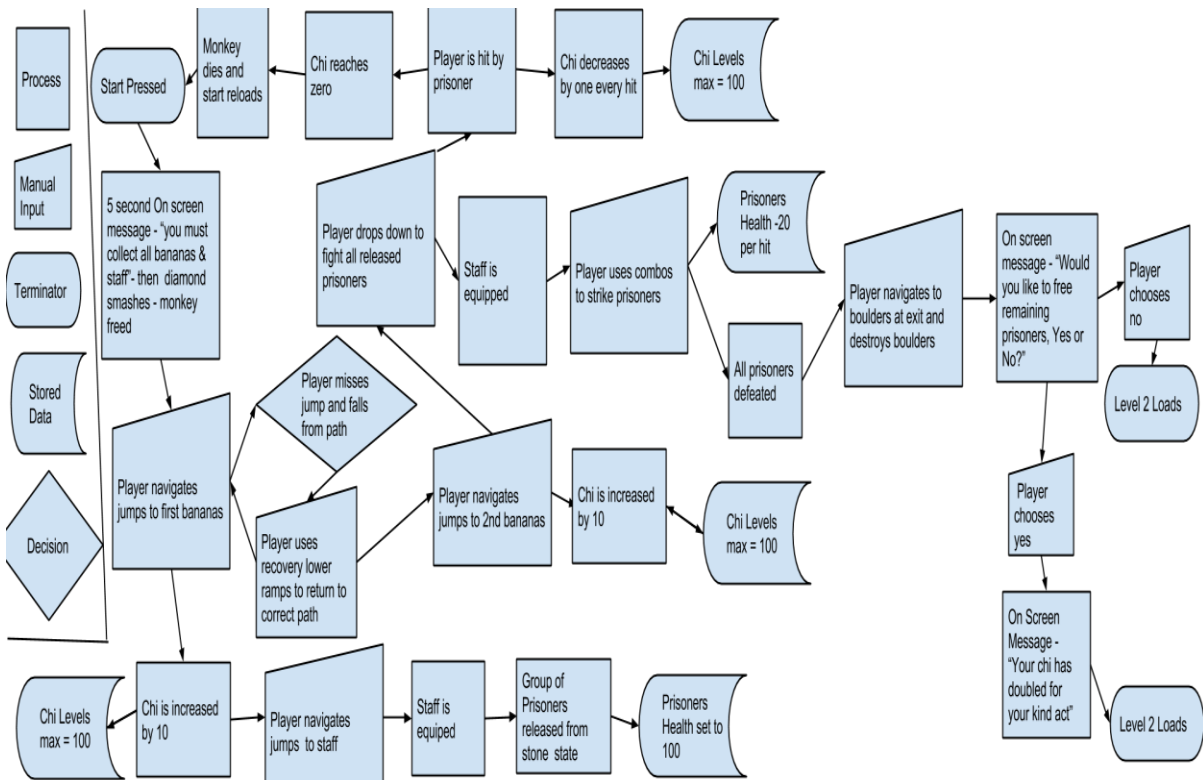 Process
Manual
Input
Terminator
Stored
Data
Decision
Start Pressed
Monkey
dies and
start reloads
Chi reaches
zero
Player is hit by
prisoner
Chi decreases
by one every hit
Chi Levels
max = 100
5 second On screen
message - “you must
collect all bananas &
staff”- then diamond
smashes - monkey
freed
Player drops down to
fight all released
prisoners
Staff is
equipped
Player uses combos
to strike prisoners
Prisoners
Health -20
per hit
All prisoners
defeated
Player navigates to
boulders at exit and
destroys boulders
On screen
message - “Would
you like to free
remaining
prisoners, Yes or
No?”
Player
chooses
no
Level 2 Loads
Player misses
jump and falls
from path
Player navigates
jumps to first bananas
Player uses
recovery lower
ramps to return to
correct path
Player navigates
jumps to 2nd bananas
Chi is increased
by 10
Chi Levels
max = 100
Player
chooses
yes
On Screen
Message -
“Your chi has
doubled for
your kind act”
Level 2 Loads
Chi Levels
max = 100
Chi is increased
by 10
Player navigates
jumps to staff
Staff is
equiped
Group of
Prisoners
released from
stone state
Prisoners
Health set to
100